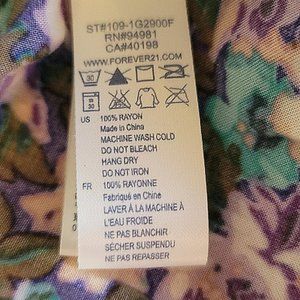 ST#109-1G2900F
RN#94981
CA#40198
WWW.FOREVER21.COM
30
30
US 100% RAYON
Made in China
MACHINE WASH COLD
DO NOT BLEACH
HANG DRY
DO NOT IRON
FR 100% RAYONNE
Fabriqué en Chine
LAVER À LA MACHINE À
L'EAU FROIDE
NE PAS BLANCHIR
SÉCHER SUSPENDU
NE PAS REPASSER